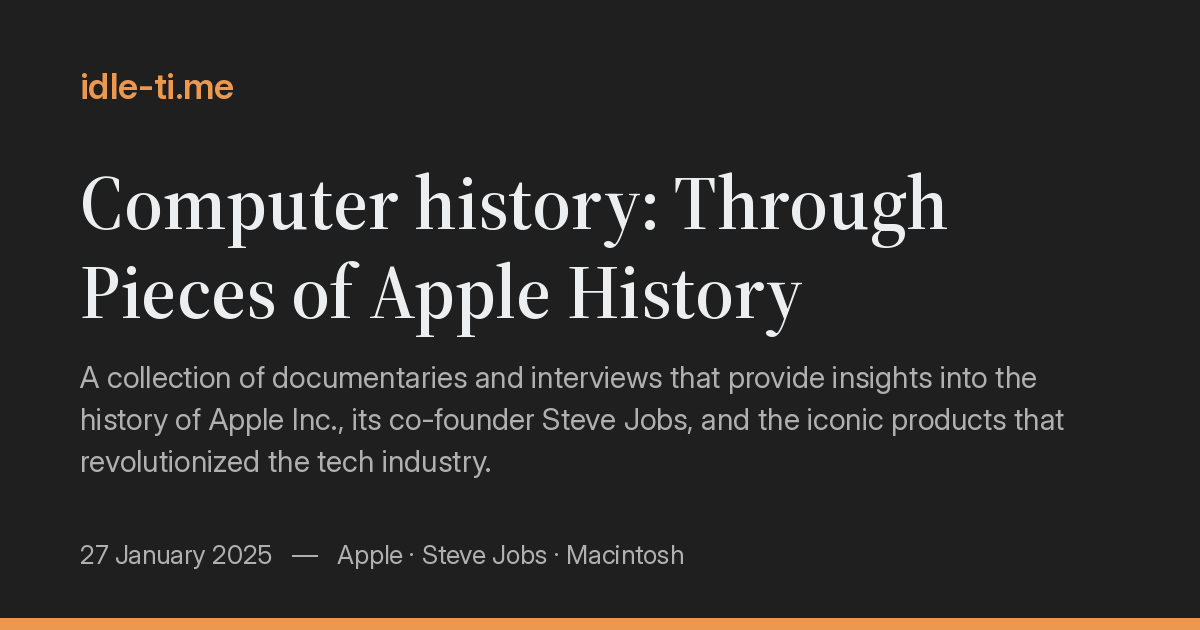 idle-ti.me
Computer history: Through
Pieces of Apple History
A collection of documentaries and interviews that provide insights into the
history of Apple Inc., its co-founder Steve Jobs, and the iconic products that
revolutionized the tech industry.
27 January 2025 — Apple · Steve Jobs · Macintosh